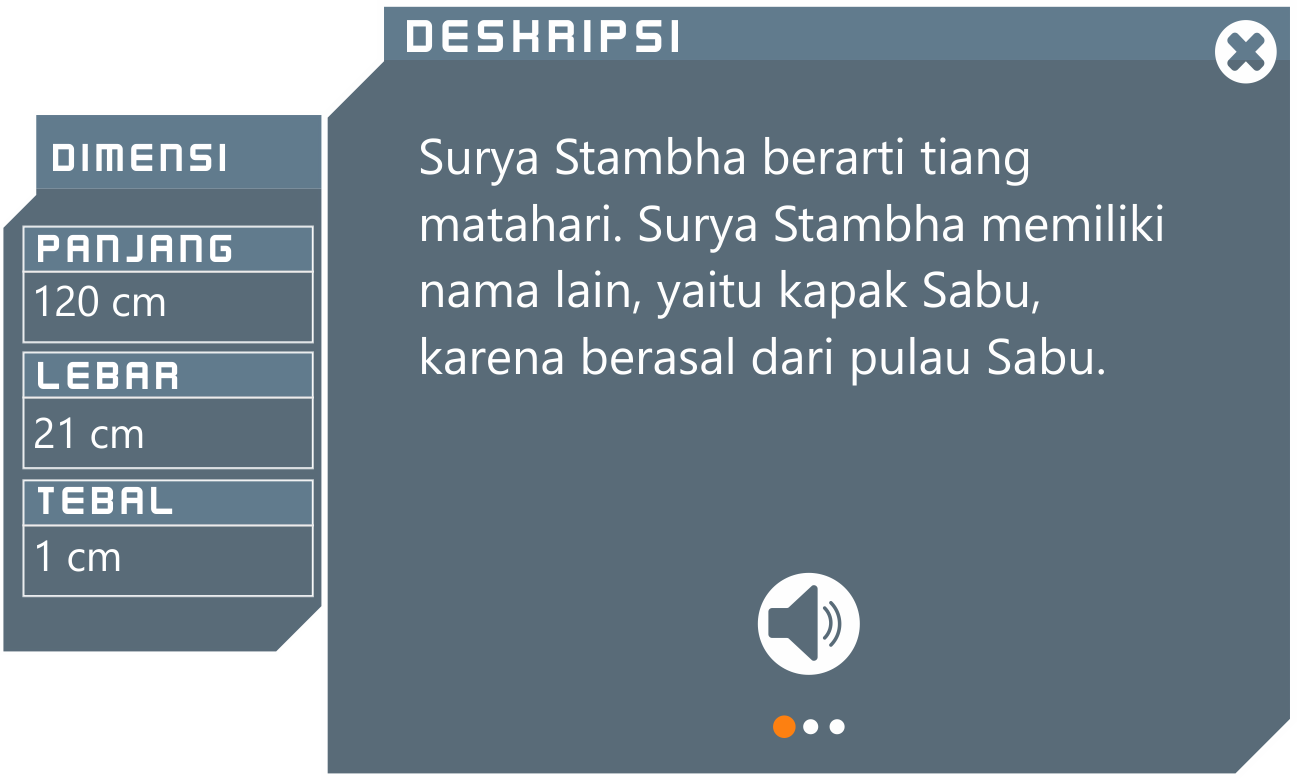 DESKRIPSI
Surya Stambha berarti tiang
matahari. Surya Stambha memiliki
nama lain, yaitu kapak Sabu,
karena berasal dari pulau Sabu.
DIMENSI
PANJANG
120 cm
LEBAR
21 cm
TEBAL
1 cm